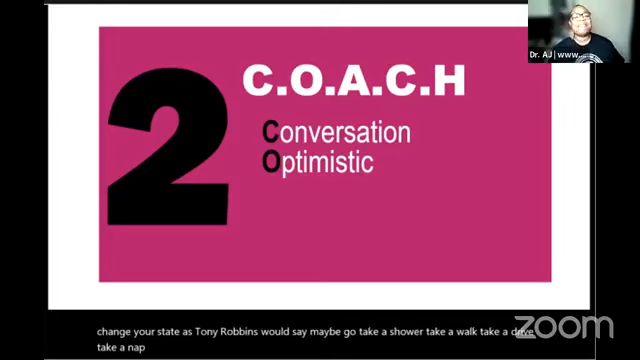 Dr. AJ | www....
2
C.O.A.C.H
Conversation
Optimistic
change your state as Tony Robbins would say maybe go take a shower take a walk take a drive
take a nap
zoom